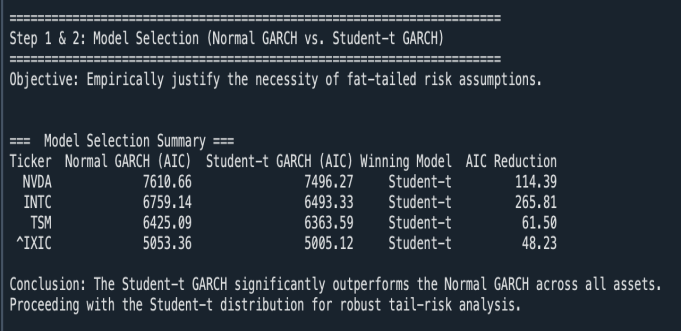 ======================================================================
Step 1 & 2: Model Selection (Normal GARCH vs. Student-t GARCH)
======================================================================
Objective: Empirically justify the necessity of fat-tailed risk assumptions.
===  Model Selection Summary ===
Ticker  Normal GARCH (AIC)  Student-t GARCH (AIC) Winning Model  AIC Reduction
NVDA 7610.66 7496.27 Student-t 114.39
INTC 6759.14 6493.33 Student-t 265.81
TSM 6425.09 6363.59 Student-t 61.50
^IXIC 5053.36 5005.12 Student-t 48.23
Conclusion: The Student-t GARCH significantly outperforms the Normal GARCH across all assets.
Proceeding with the Student-t distribution for robust tail-risk analysis.